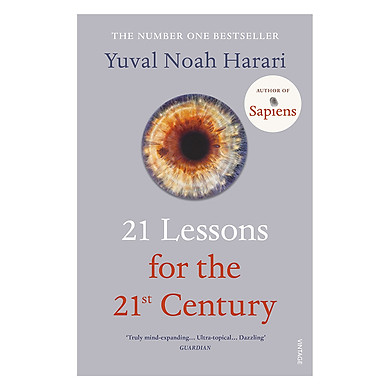 THE NUMBER ONE BESTSELLER
Yuval Noah Harari
AUTHOR OF
Sapiens
21 Lessons
for the
21st Century
'Truly mind-expanding... Ultra-topical... Dazzling'
GUARDIAN
VINTAGE